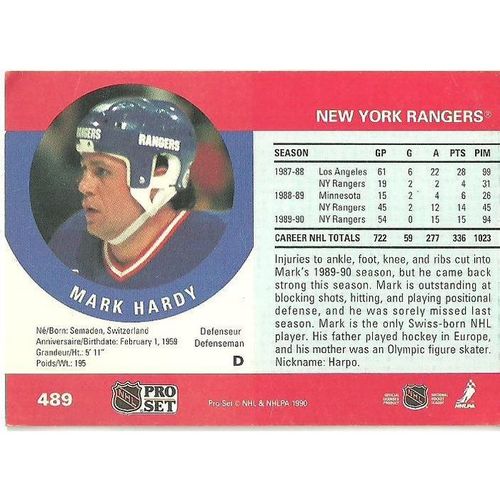 NEW YORK RANGERS®
RANGERS
RANGERS
MARK HARDY
SEASON GP G A PTS PIM
1987-88 Los Angeles 61 6 22 28 99
NY Rangers 19 2 2 4 31
1988-89 Minnesota 15 2 4 6 26
NY Rangers 45 2 12 14 45
1989-90 NY Rangers 54 0 15 15 94
CAREER NHL TOTALS 722 59 277 336 1023
Né/Born: Semaden, Switzerland
Anniversaire/Birthdate: February 1, 1959
Grandeur/Ht.: 5' 11"
Poids/Wt.: 195
Defenseur
Defenseman
D
Injuries to ankle, foot, knee, and ribs cut into
Mark's 1989-90 season, but he came back
strong this season. Mark is outstanding at
blocking shots, hitting, and playing positional
defense, and he was sorely missed last
season. Mark is the only Swiss-born NHL
player. His father played hockey in Europe,
and his mother was an Olympic figure skater.
Nickname: Harpo.
489
NHL
PRO
SET
Pro Set © NHL & NHLPA 1990
OFFICIAL
LICENSED
PRODUCT
NHL
NATIONAL
HOCKEY
LEAGUE
NHLPA